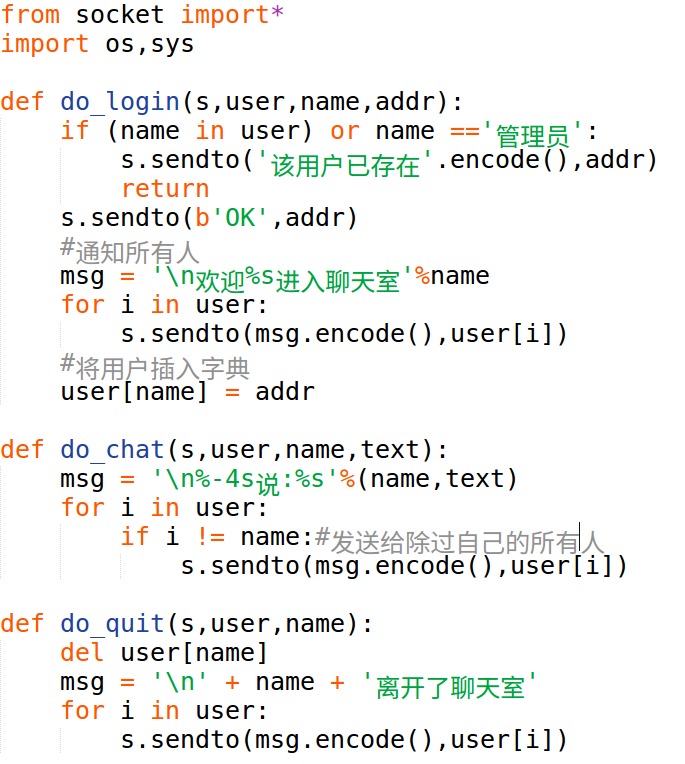 from socket import*
import os,sys

def do_login(s,user,name,addr):
    if (name in user) or name =='管理员':
        s.sendto('该用户已存在'.encode(),addr)
        return
    s.sendto(b'OK',addr)
    #通知所有人
    msg = '\n欢迎%s进入聊天室'%name
    for i in user:
        s.sendto(msg.encode(),user[i])
    #将用户插入字典
    user[name] = addr

def do_chat(s,user,name,text):
    msg = '\n%-4s说:%s'%(name,text)
    for i in user:
        if i != name:#发送给除过自己的所有人
            s.sendto(msg.encode(),user[i])

def do_quit(s,user,name):
    del user[name]
    msg = '\n' + name + '离开了聊天室'
    for i in user:
        s.sendto(msg.encode(),user[i])